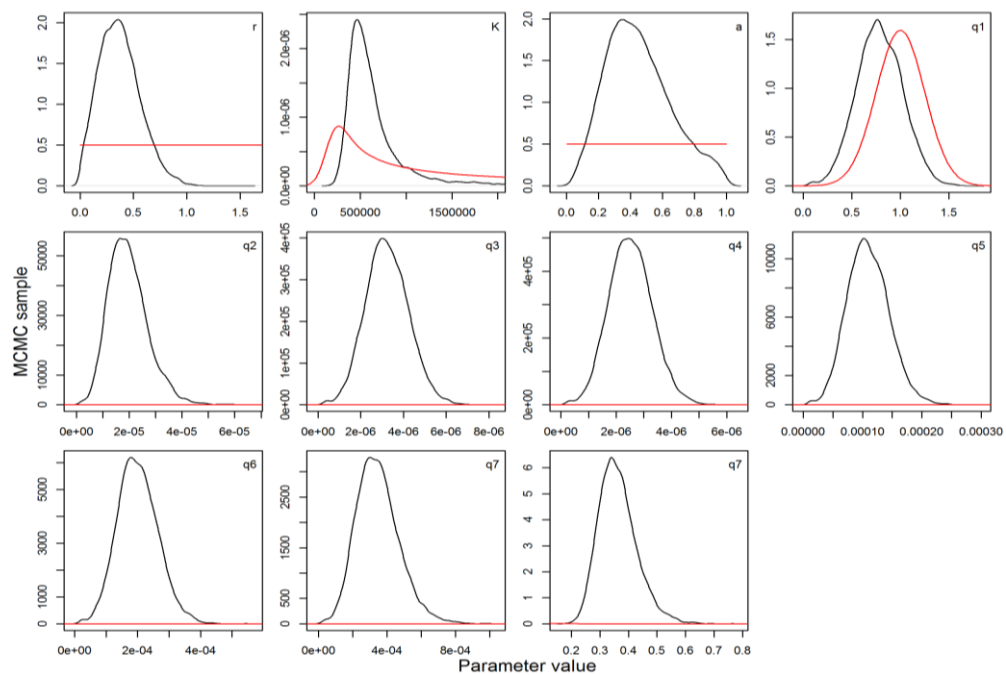 r
K
a
q1
0.0 0.5 1.0 1.5 2.0
0.0e+00 1.0e-06 2.0e-06
0.0 0.5 1.0 1.5 2.0
0.0 0.5 1.0 1.5
0.0 0.5 1.0 1.5
0 500000 1500000
0.0 0.2 0.4 0.6 0.8 1.0
0.0 0.5 1.0 1.5
MCMC sample
q2
q3
q4
q5
0 10000 30000 50000
0e+00 1e+05 2e+05 3e+05 4e+05
0e+00 2e+05 4e+05
0 2000 6000 10000
0e+00 2e-05 4e-05 6e-05
0e+00 2e-06 4e-06 6e-06 8e-06
0e+00 2e-06 4e-06 6e-06
0.00000 0.00010 0.00020 0.00030
q6
q7
q7
0 1000 3000 5000
0 500 1500 2500
0 1 2 3 4 5 6
0e+00 2e-04 4e-04
0e+00 4e-04 8e-04
0.2 0.3 0.4 0.5 0.6 0.7 0.8
Parameter value